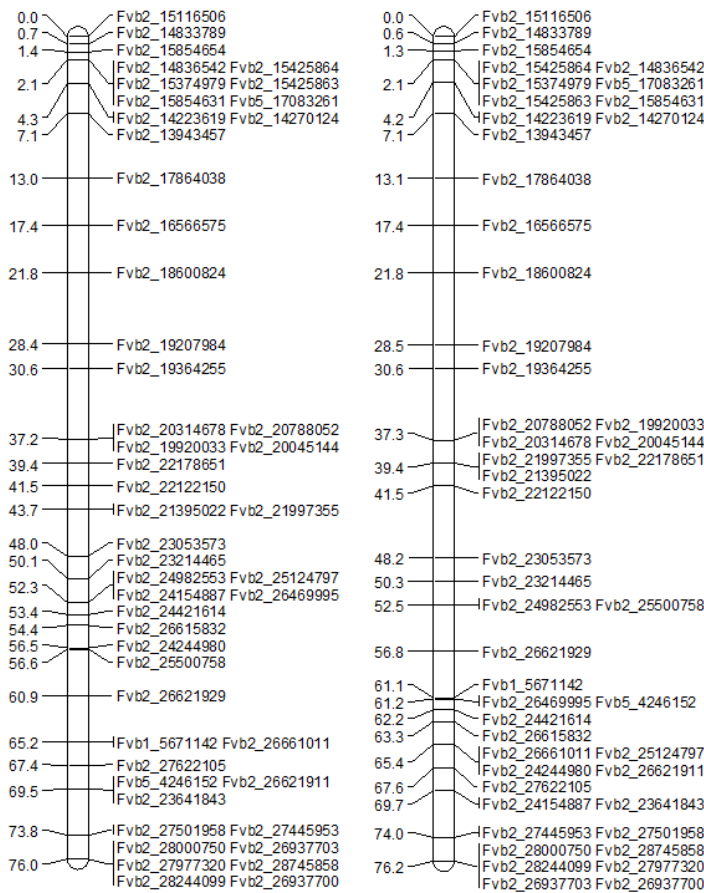 0.0 Fvb2_15116506
0.7 Fvb2_14833789
1.4 Fvb2_15854654
Fvb2_14836542 Fvb2_15425864
2.1 Fvb2_15374979 Fvb2_15425863
Fvb2_15854631 Fvb5_17083261
4.3 Fvb2_14223619 Fvb2_14270124
7.1 Fvb2_13943457
13.0 Fvb2_17864038
17.4 Fvb2_16566575
21.8 Fvb2_18600824
28.4 Fvb2_19207984
30.6 Fvb2_19364255
Fvb2_20314678 Fvb2_20788052
37.2 Fvb2_19920033 Fvb2_20045144
39.4 Fvb2_22178651
41.5 Fvb2_22122150
43.7 Fvb2_21395022 Fvb2_21997355
48.0 Fvb2_23053573
50.1 Fvb2_23214465
Fvb2_24982553 Fvb2_25124797
52.3 Fvb2_24154887 Fvb2_26469995
53.4 Fvb2_24421614
54.4 Fvb2_26615832
56.5 Fvb2_24244980
56.6 Fvb2_25500758
60.9 Fvb2_26621929
65.2 Fvb1_5671142 Fvb2_26661011
67.4 Fvb2_27622105
Fvb5_4246152 Fvb2_26621911
69.5 Fvb2_23641843
73.8 Fvb2_27501958 Fvb2_27445953
Fvb2_28000750 Fvb2_26937703
76.0 Fvb2_27977320 Fvb2_28745858
Fvb2_28244099 Fvb2_26937700
0.0 Fvb2_15116506
0.6 Fvb2_14833789
1.3 Fvb2_15854654
Fvb2_15425864 Fvb2_14836542
2.1 Fvb2_15374979 Fvb5_17083261
Fvb2_15425863 Fvb2_15854631
4.2 Fvb2_14223619 Fvb2_14270124
7.1 Fvb2_13943457
13.1 Fvb2_17864038
17.4 Fvb2_16566575
21.8 Fvb2_18600824
28.5 Fvb2_19207984
30.6 Fvb2_19364255
Fvb2_20788052 Fvb2_19920033
37.3 Fvb2_20314678 Fvb2_20045144
Fvb2_21997355 Fvb2_22178651
39.4 Fvb2_21395022
41.5 Fvb2_22122150
48.2 Fvb2_23053573
50.3 Fvb2_23214465
52.5 Fvb2_24982553 Fvb2_25500758
56.8 Fvb2_26621929
61.1 Fvb1_5671142
61.2 Fvb2_26469995 Fvb5_4246152
62.2 Fvb2_24421614
63.3 Fvb2_26615832
Fvb2_26661011 Fvb2_25124797
65.4 Fvb2_24244980 Fvb2_26621911
67.6 Fvb2_27622105
69.7 Fvb2_24154887 Fvb2_23641843
74.0 Fvb2_27445953 Fvb2_27501958
Fvb2_28000750 Fvb2_28745858
76.2 Fvb2_28244099 Fvb2_27977320
Fvb2_26937703 Fvb2_26937700